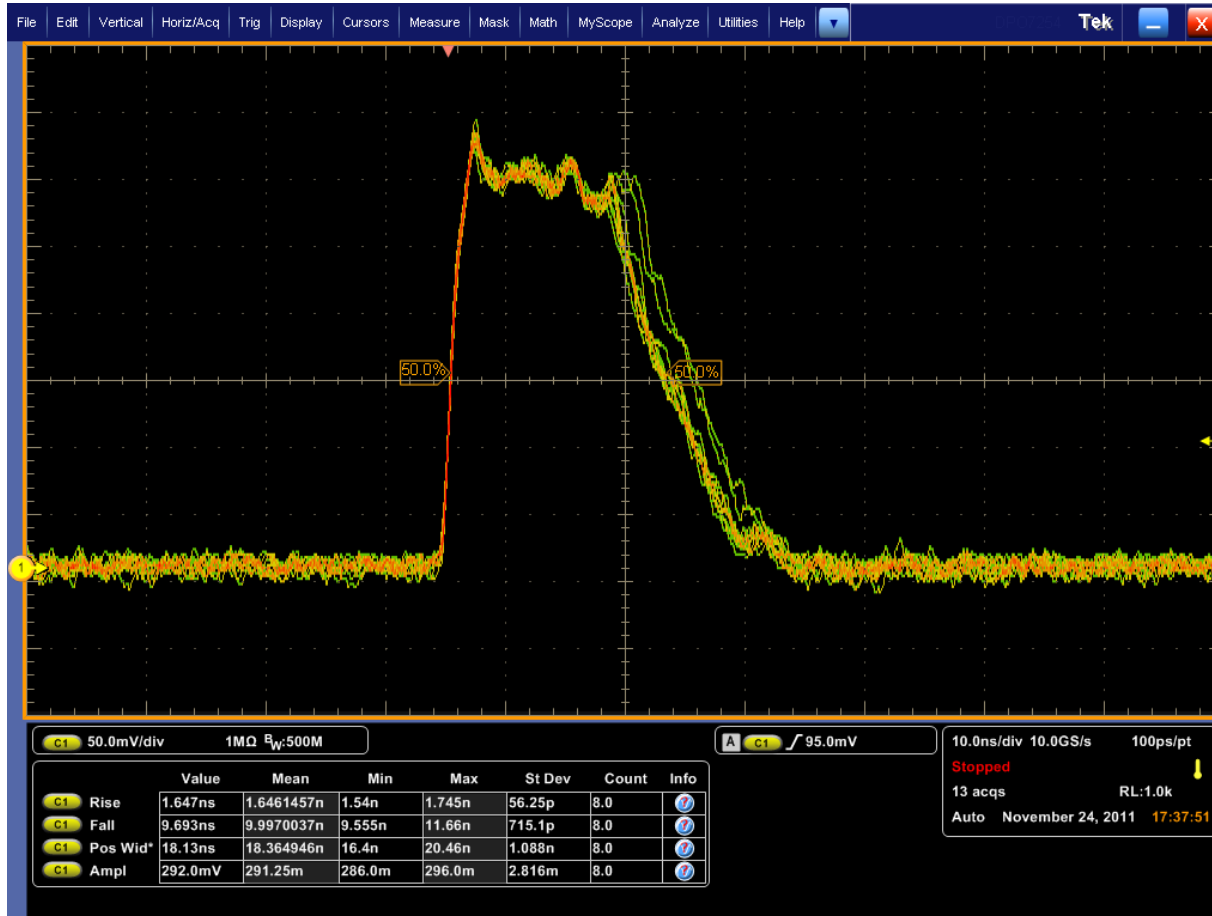 File Edit Vertical Horiz/Acq Trig Display Cursors Measure Mask Math MyScope Analyze Utilities Help Tek X
50.0% 50.0%
1
C1 50.0mV/div 1MΩ BW:500M
A C1 95.0mV
10.0ns/div 10.0GS/s 100ps/pt
Stopped
13 acqs RL:1.0k
Auto November 24, 2011 17:37:51
Value Mean Min Max St Dev Count Info
C1 Rise 1.647ns 1.6461457n 1.54n 1.745n 56.25p 8.0
C1 Fall 9.693ns 9.9970037n 9.555n 11.66n 715.1p 8.0
C1 Pos Wid* 18.13ns 18.364946n 16.4n 20.46n 1.088n 8.0
C1 Ampl 292.0mV 291.25m 286.0m 296.0m 2.816m 8.0